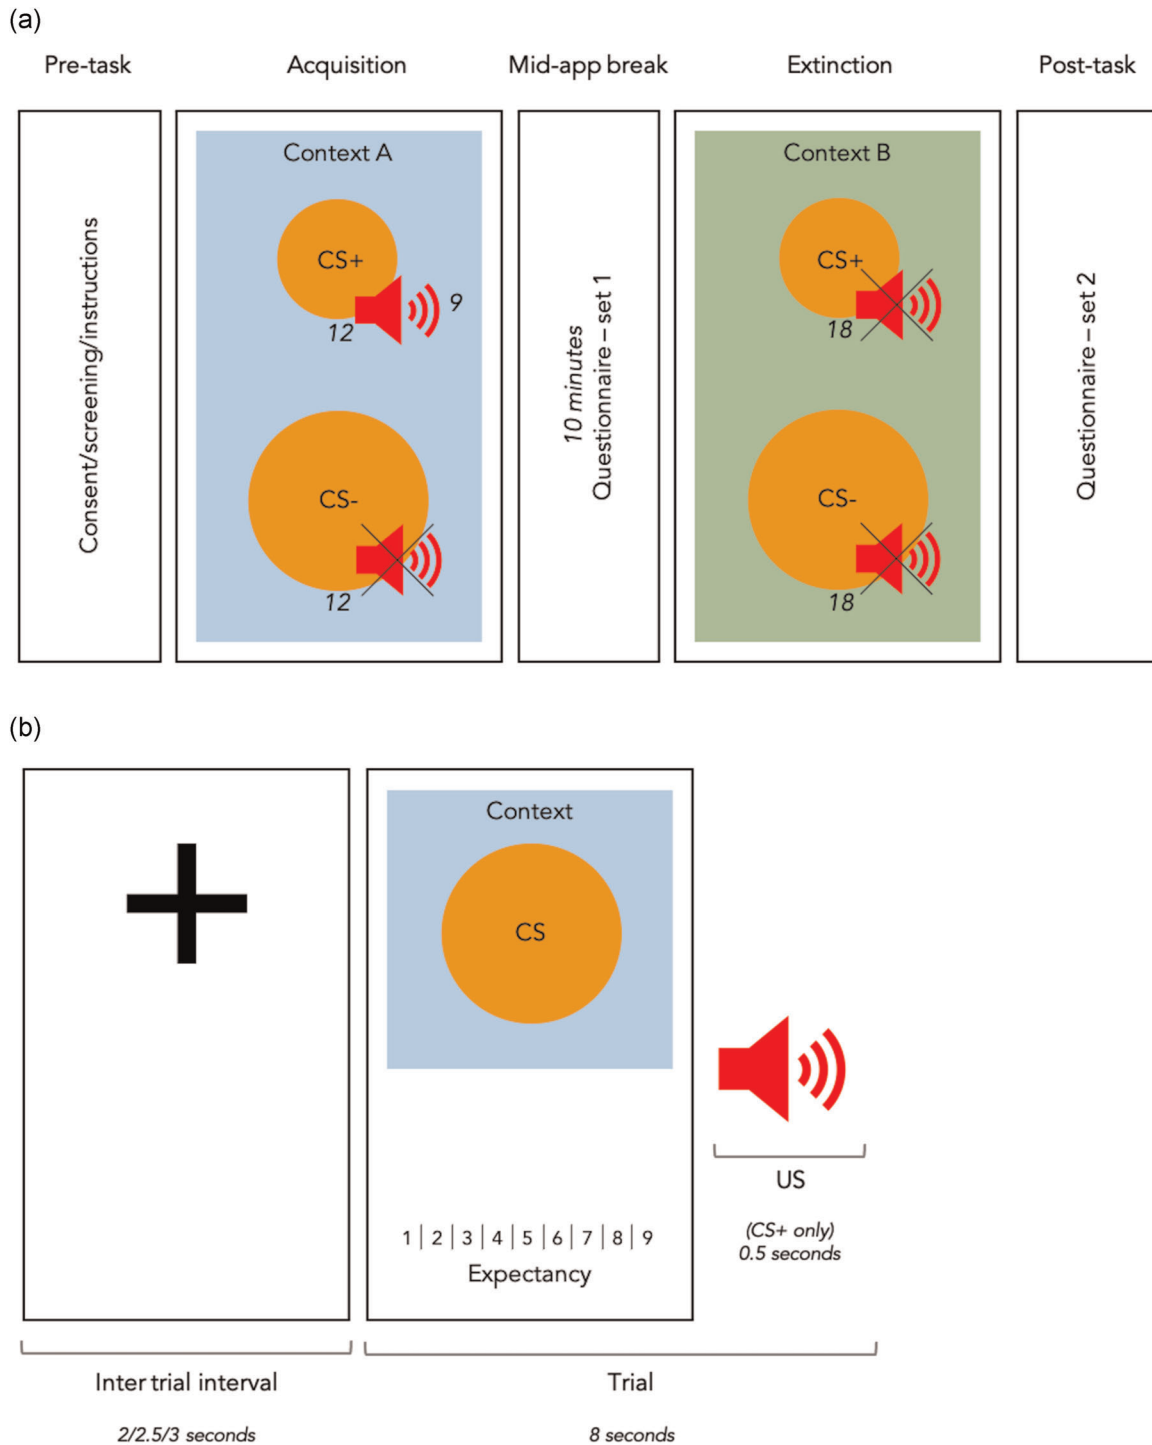 (a)
Pre-task
Acquisition
Mid-app break
Extinction
Post-task
Consent/screening/instructions
Context A
CS+
9
12
CS-
12
10 minutes
Questionnaire – set 1
Context B
CS+
18
CS-
18
Questionnaire – set 2
(b)
Context
CS
1 | 2 | 3 | 4 | 5 | 6 | 7 | 8 | 9
Expectancy
US
(CS+ only)
0.5 seconds
Inter trial interval
2/2.5/3 seconds
Trial
8 seconds